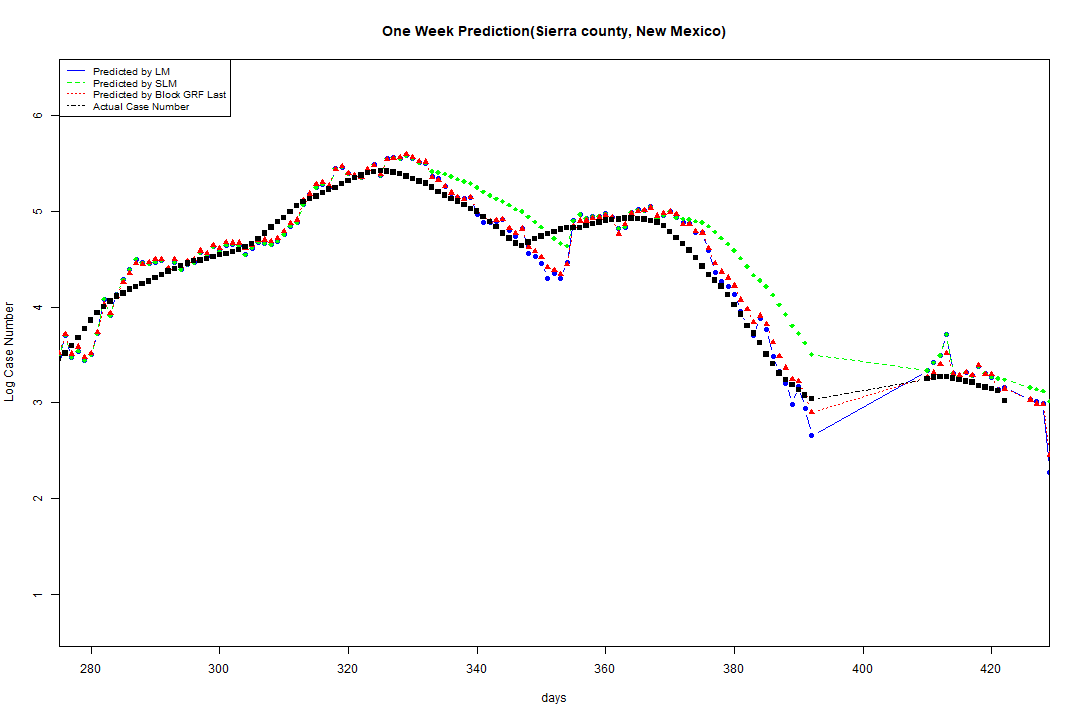 One Week Prediction(Sierra county, New Mexico)
Predicted by LM
Predicted by SLM
Predicted by Block GRF Last
Actual Case Number
Log Case Number
6
5
4
3
2
1
280 300 320 340 360 380 400 420
days